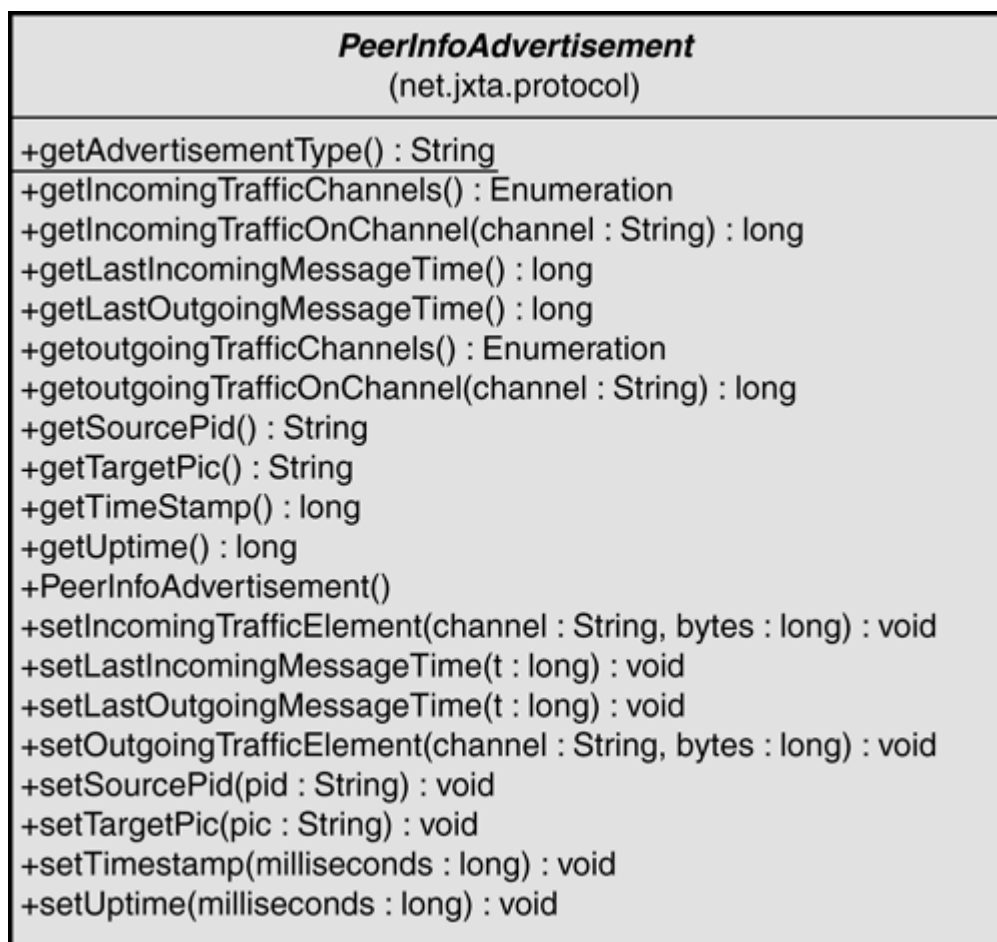 PeerInfoAdvertisement
(net.jxta.protocol)
+getAdvertisementType() : String
+getIncomingTrafficChannels() : Enumeration
+getIncomingTrafficOnChannel(channel : String) : long
+getLastIncomingMessageTime() : long
+getLastOutgoingMessageTime() : long
+getoutgoingTrafficChannels() : Enumeration
+getoutgoingTrafficOnChannel(channel : String) : long
+getSourcePid() : String
+getTargetPic() : String
+getTimeStamp() : long
+getUptime() : long
+PeerInfoAdvertisement()
+setIncomingTrafficElement(channel : String, bytes : long) : void
+setLastIncomingMessageTime(t : long) : void
+setLastOutgoingMessageTime(t : long) : void
+setOutgoingTrafficElement(channel : String, bytes : long) : void
+setSourcePid(pid : String) : void
+setTargetPic(pic : String) : void
+setTimestamp(milliseconds : long) : void
+setUptime(milliseconds : long) : void